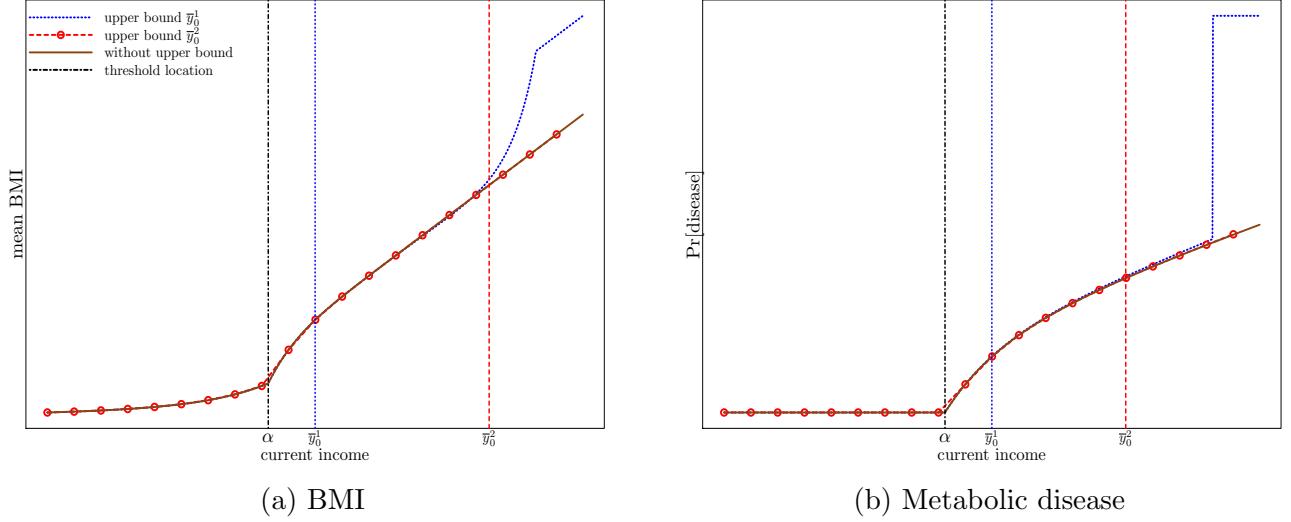 upper bound ȳ₀¹
upper bound ȳ₀²
without upper bound
threshold location
mean BMI
α
ȳ₀¹
ȳ₀²
current income
(a) BMI
Pr[disease]
α
ȳ₀¹
ȳ₀²
current income
(b) Metabolic disease